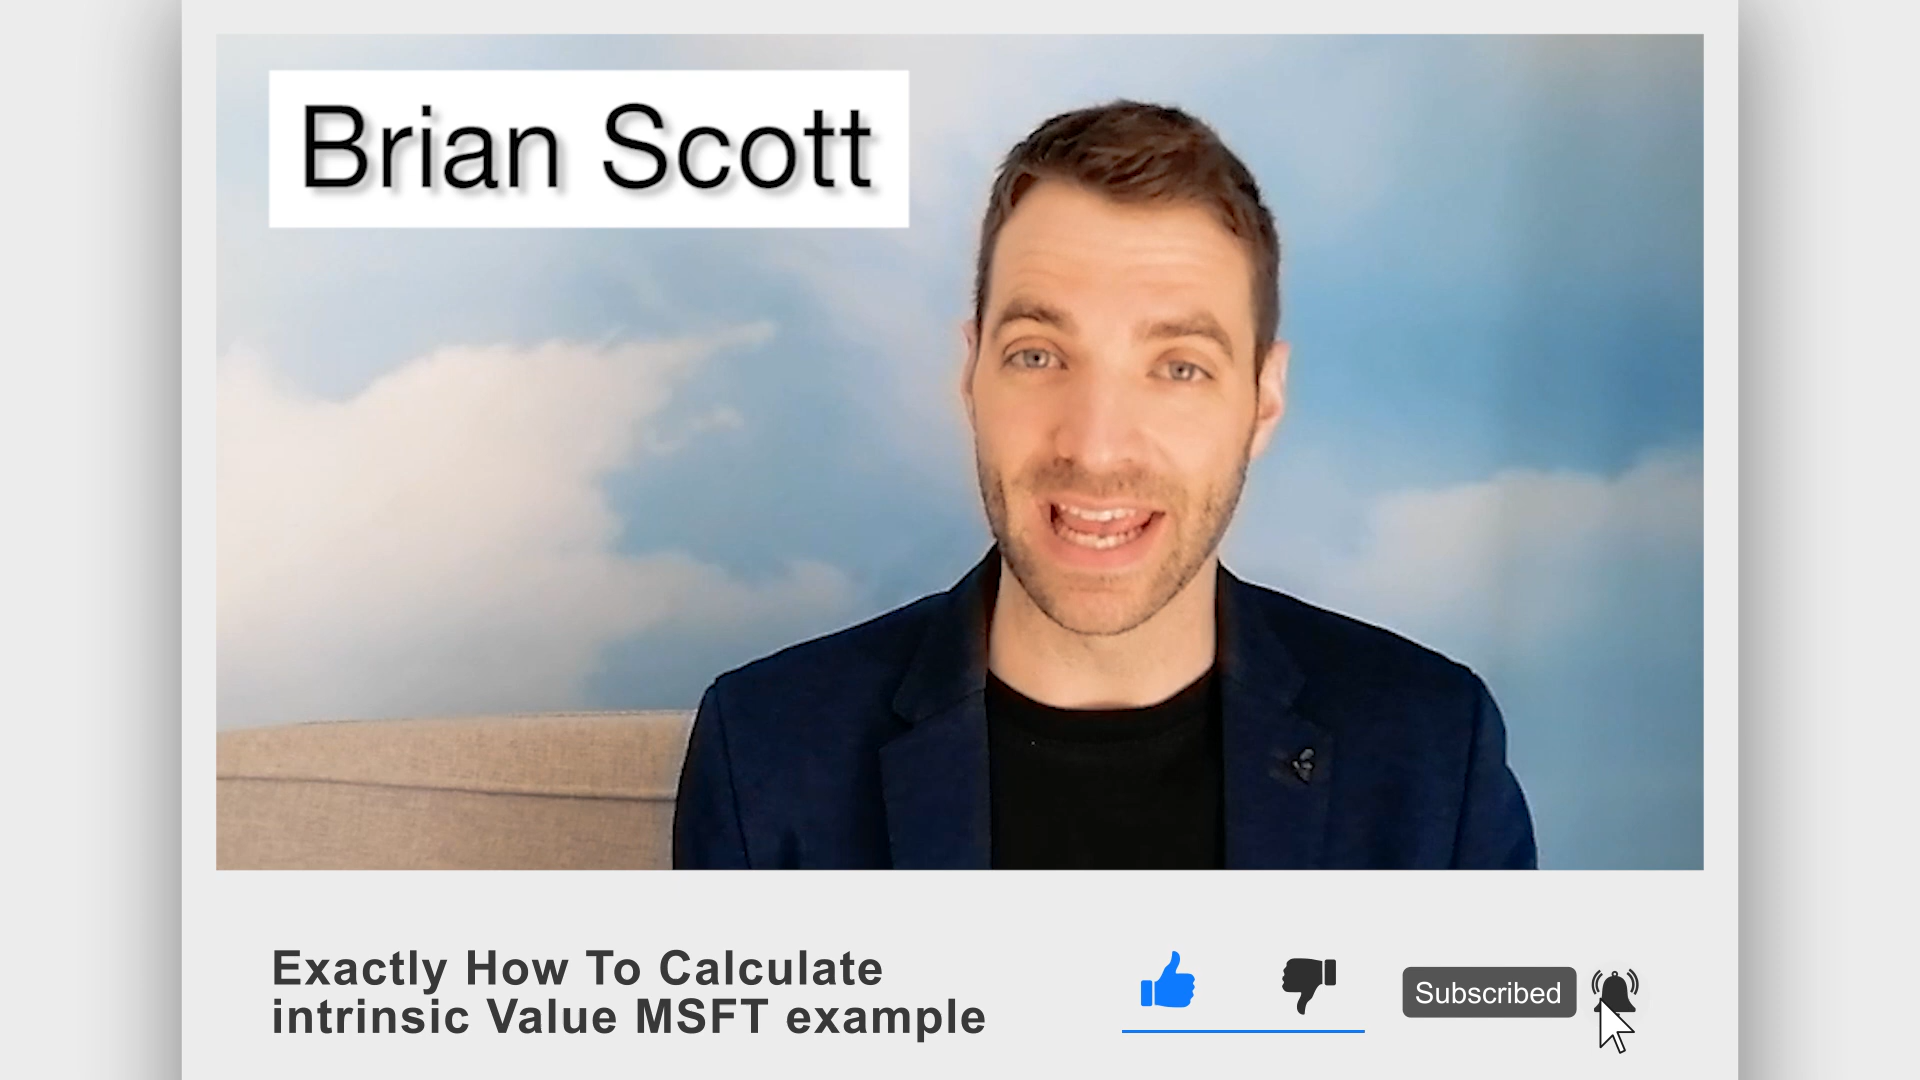 Brian Scott
Exactly How To Calculate
intrinsic Value MSFT example
Subscribed